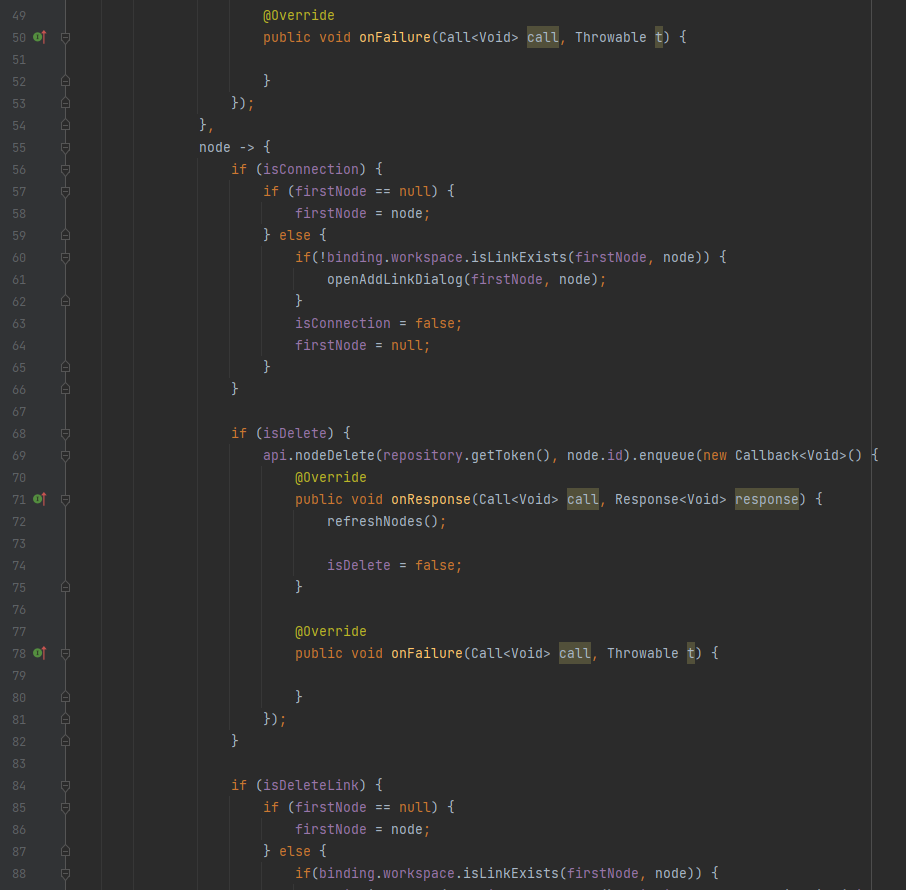 49 @Override
50 public void onFailure(Call<Void> call, Throwable t) {
51
52 }
53 });
54 },
55 node -> {
56 if (isConnection) {
57 if (firstNode == null) {
58 firstNode = node;
59 } else {
60 if(!binding.workspace.isLinkExists(firstNode, node)) {
61 openAddLinkDialog(firstNode, node);
62 }
63 isConnection = false;
64 firstNode = null;
65 }
66 }
67
68 if (isDelete) {
69 api.nodeDelete(repository.getToken(), node.id).enqueue(new Callback<Void>() {
70 @Override
71 public void onResponse(Call<Void> call, Response<Void> response) {
72 refreshNodes();
73
74 isDelete = false;
75 }
76
77 @Override
78 public void onFailure(Call<Void> call, Throwable t) {
79
80 }
81 });
82 }
83
84 if (isDeleteLink) {
85 if (firstNode == null) {
86 firstNode = node;
87 } else {
88 if(binding.workspace.isLinkExists(firstNode, node)) {